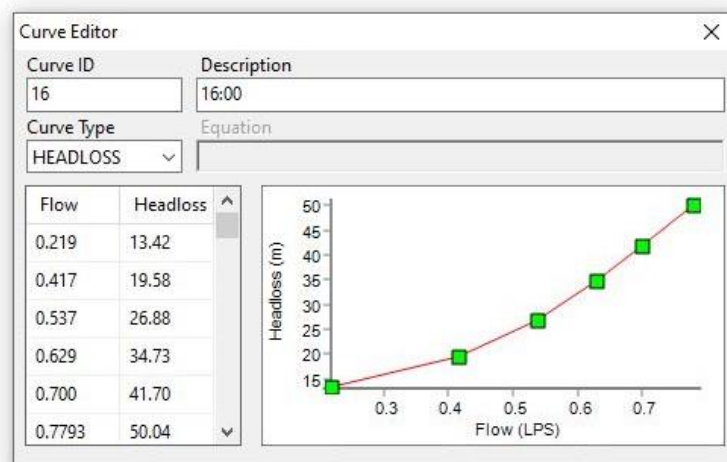 Curve Editor
Curve ID Description
16 16:00
Curve Type Equation
HEADLOSS
Flow Headloss
0.219 13.42
0.417 19.58
0.537 26.88
0.629 34.73
0.700 41.70
0.7793 50.04
Headloss (m)
50
45
40
35
30
25
20
15
0.3 0.4 0.5 0.6 0.7
Flow (LPS)